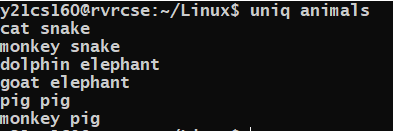 y21cs160@rvrcse:~/Linux$ uniq animals
cat snake
monkey snake
dolphin elephant
goat elephant
pig pig
monkey pig